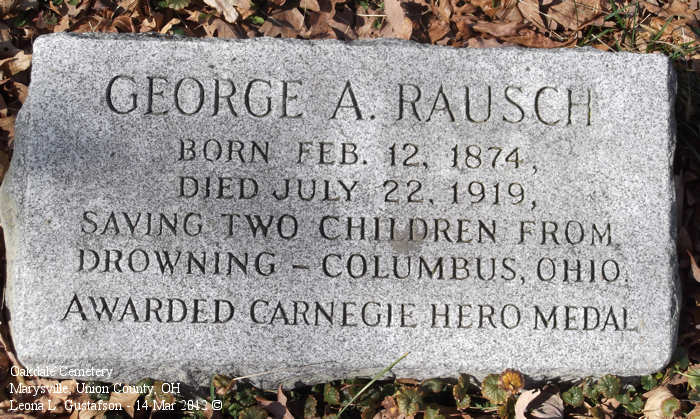 GEORGE A. RAUSCH
BORN FEB. 12, 1874,
DIED JULY 22, 1919,
SAVING TWO CHILDREN FROM
DROWNING – COLUMBUS, OHIO.
AWARDED CARNEGIE HERO MEDAL
Oakdale Cemetery
Marysville, Union County, OH
Leona L. Gustafson - 14 Mar 2013 ©